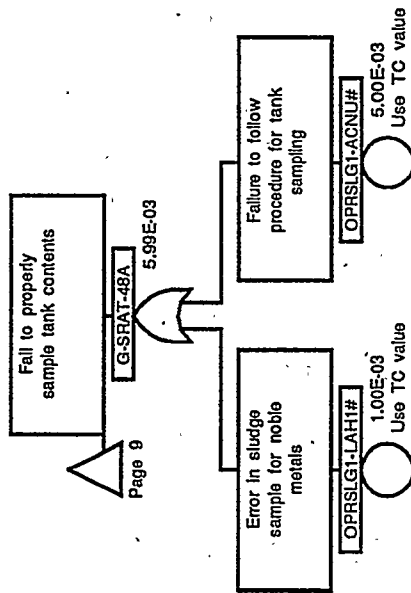 Fail to properly
sample tank contents
G-SRAT-48A
5.99E-03
Page 9
Error in sludge
sample for noble
metals
OPRSLG1-LAH1#
1.00E-03
Use TC value
Failure to follow
procedure for tank
sampling
OPRSLG1-ACNU#
5.00E-03
Use TC value